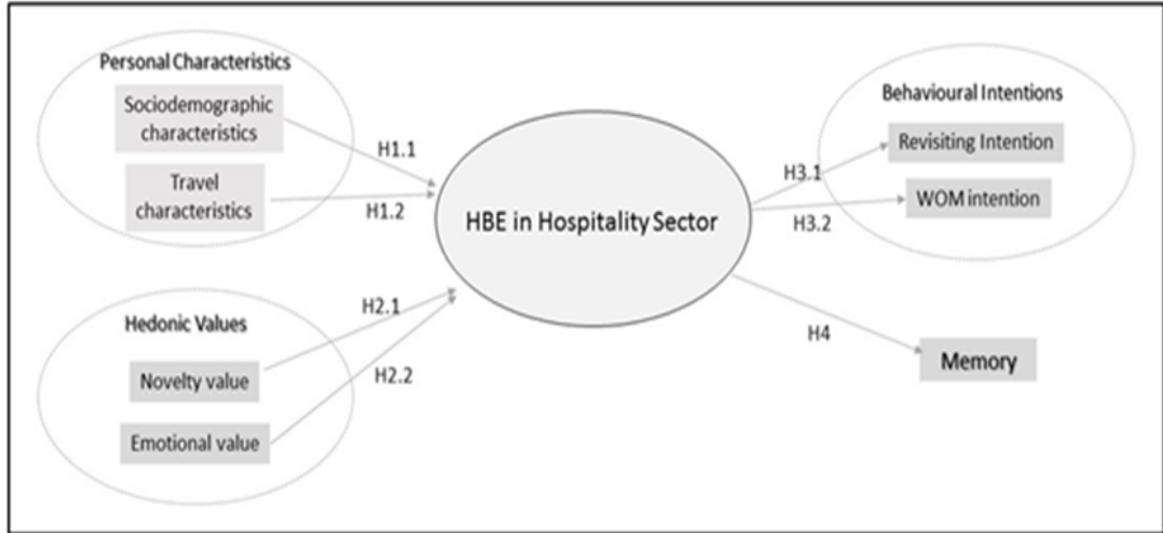 Personal Characteristics
Sociodemographic
characteristics
Travel
characteristics
H1.1
H1.2
Hedonic Values
Novelty value
Emotional value
H2.1
H2.2
HBE in Hospitality Sector
Behavioural Intentions
Revisiting Intention
WOM intention
H3.1
H3.2
H4
Memory